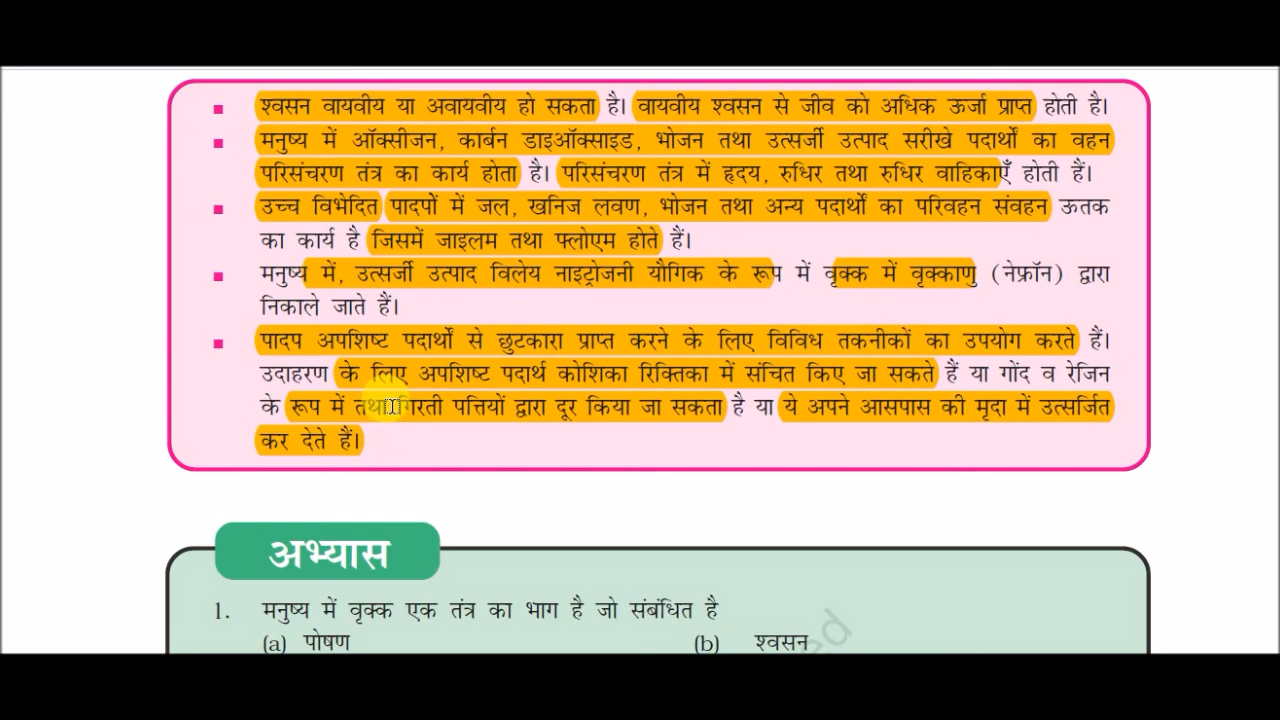 ▪ श्वसन वायवीय या अवायवीय हो सकता है। वायवीय श्वसन से जीव को अधिक ऊर्जा प्राप्त होती है।
▪ मनुष्य में ऑक्सीजन, कार्बन डाइऑक्साइड, भोजन तथा उत्सर्जी उत्पाद सरीखे पदार्थों का वहन
परिसंचरण तंत्र का कार्य होता है। परिसंचरण तंत्र में हृदय, रुधिर तथा रुधिर वाहिकाएँ होती हैं।
▪ उच्च विभेदित पादपों में जल, खनिज लवण, भोजन तथा अन्य पदार्थों का परिवहन संवहन ऊतक
का कार्य है जिसमें जाइलम तथा फ्लोएम होते हैं।
▪ मनुष्य में, उत्सर्जी उत्पाद विलेय नाइट्रोजनी यौगिक के रूप में वृक्क में वृक्काणु (नेफ्रॉन) द्वारा
निकाले जाते हैं।
▪ पादप अपशिष्ट पदार्थों से छुटकारा प्राप्त करने के लिए विविध तकनीकों का उपयोग करते हैं।
उदाहरण के लिए अपशिष्ट पदार्थ कोशिका रिक्तिका में संचित किए जा सकते हैं या गोंद व रेजिन
के रूप में तथा गिरती पत्तियों द्वारा दूर किया जा सकता है या ये अपने आसपास की मृदा में उत्सर्जित
कर देते हैं।
अभ्यास
1. मनुष्य में वृक्क एक तंत्र का भाग है जो संबंधित है
(a) पोषण (b) श्वसन